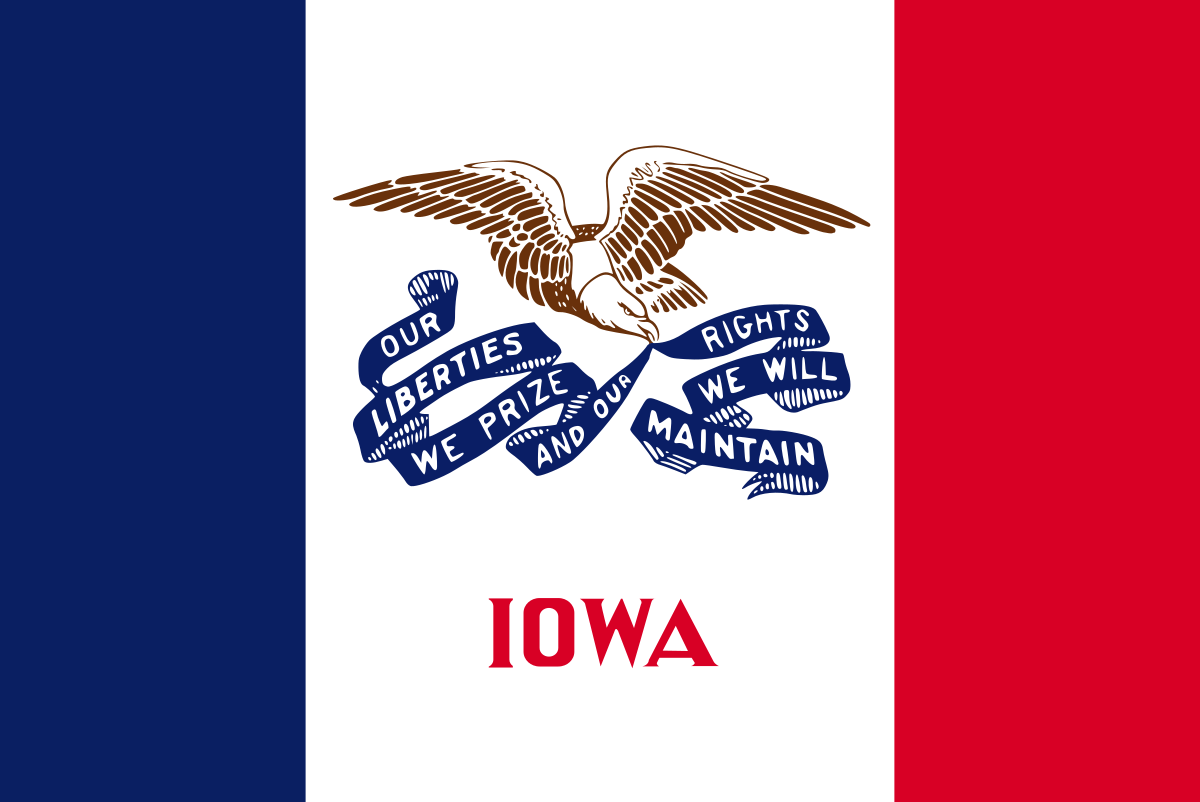 OUR
LIBERTIES
WE PRIZE
AND OUR
RIGHTS
WE WILL
MAINTAIN
IOWA